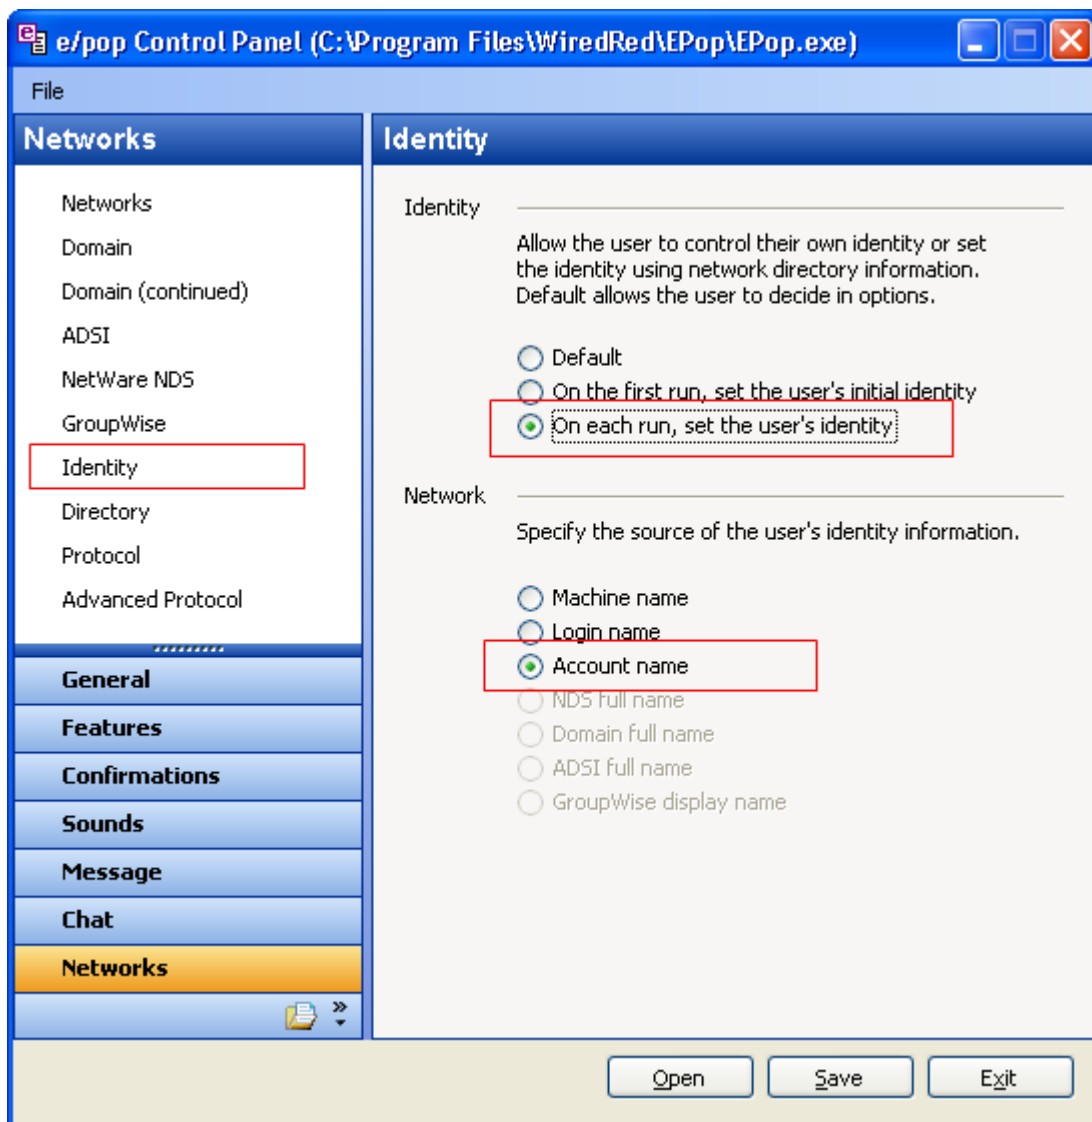 e/pop Control Panel (C:\Program Files\WiredRed\EPop\EPop.exe)
File
Networks
Networks
Domain
Domain (continued)
ADSI
NetWare NDS
GroupWise
Identity
Directory
Protocol
Advanced Protocol
General
Features
Confirmations
Sounds
Message
Chat
Networks
Identity
Identity
Allow the user to control their own identity or set
the identity using network directory information.
Default allows the user to decide in options.
Default
On the first run, set the user's initial identity
On each run, set the user's identity
Network
Specify the source of the user's identity information.
Machine name
Login name
Account name
NDS full name
Domain full name
ADSI full name
GroupWise display name
Open
Save
Exit